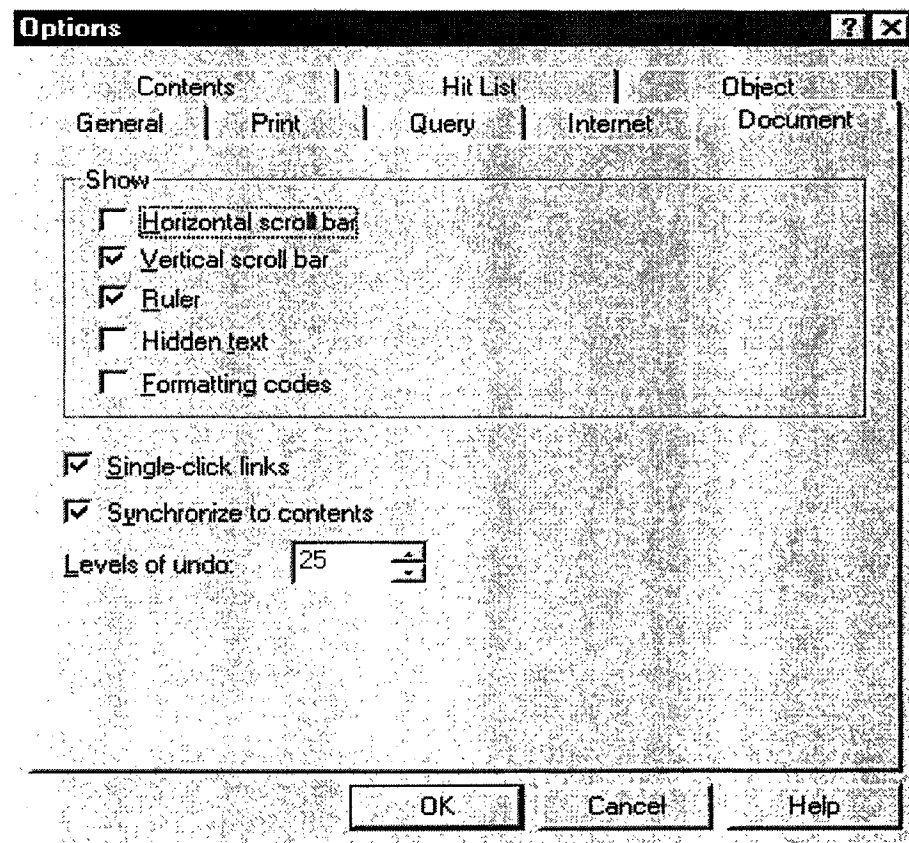 Options
Contents Hit List Object
General Print Query Internet Document
Show
Horizontal scroll bar
Vertical scroll bar
Ruler
Hidden text
Formatting codes
Single-click links
Synchronize to contents
Levels of undo: 25
OK Cancel Help